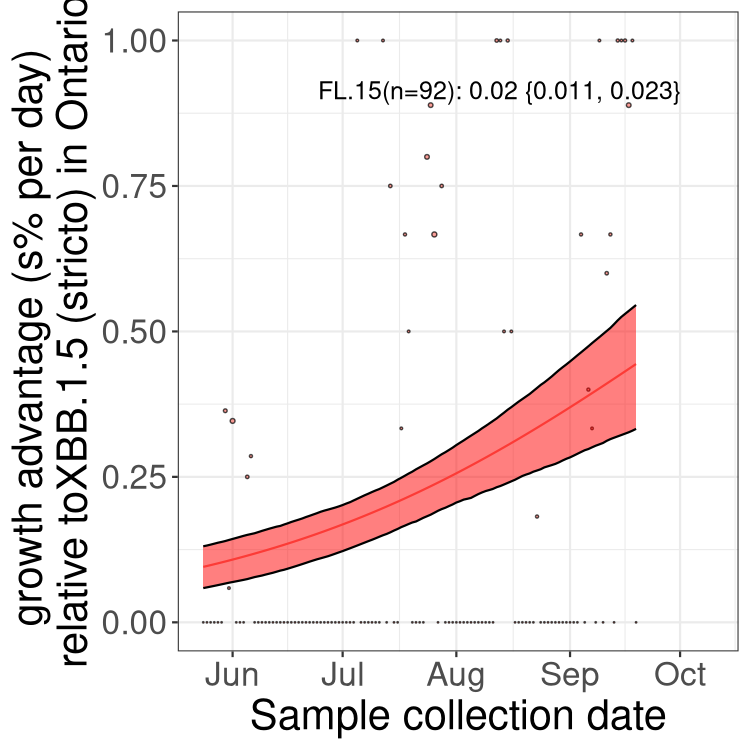 growth advantage (s% per day)
relative toXBB.1.5 (stricto) in Ontario
1.00
0.75
0.50
0.25
0.00
FL.15(n=92): 0.02 {0.011, 0.023}
Jun Jul Aug Sep Oct
Sample collection date